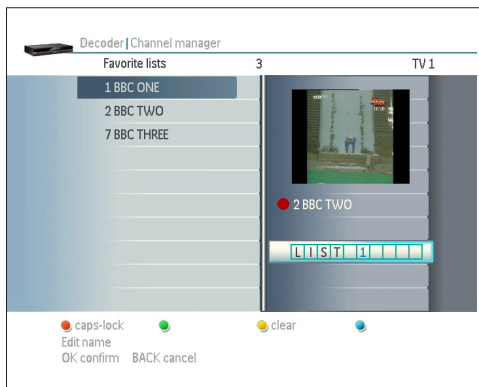 Decoder | Channel manager
Favorite lists 3 TV 1
1 BBC ONE
2 BBC TWO
7 BBC THREE
2 BBC TWO
LIST 1
caps-lock clear
Edit name
OK confirm BACK cancel